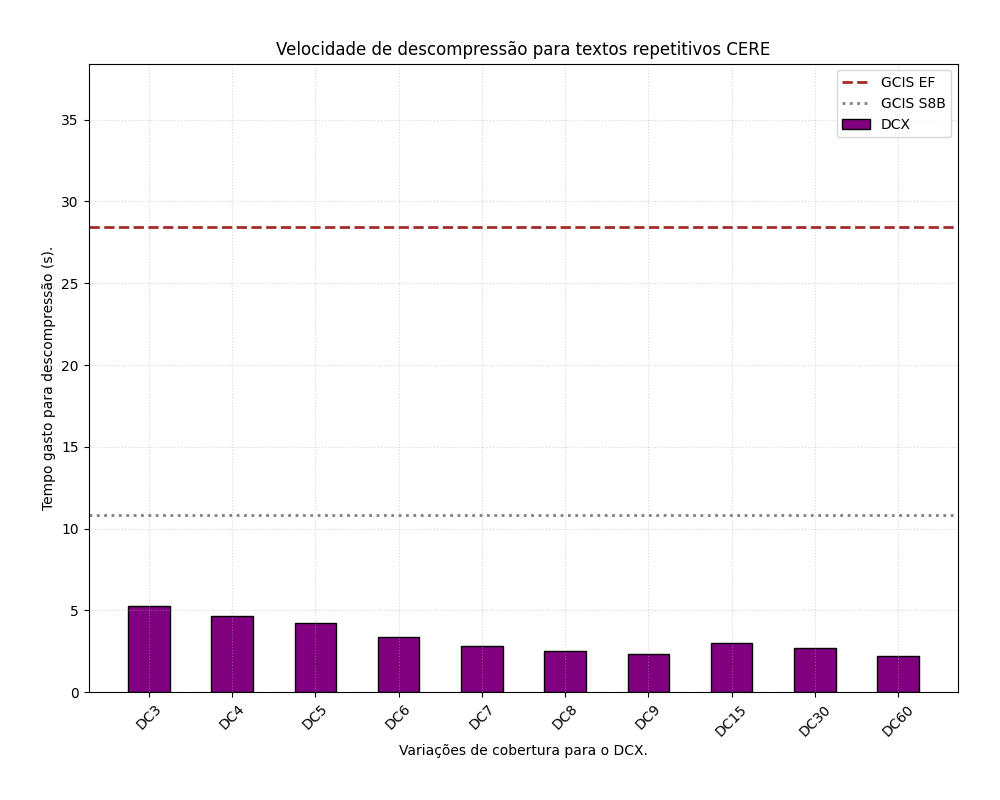 Velocidade de descompressão para textos repetitivos CERE
GCIS EF
GCIS S8B
DCX
Tempo gasto para descompressão (s).
35
30
25
20
15
10
5
0
DC3
DC4
DC5
DC6
DC7
DC8
DC9
DC15
DC30
DC60
Variações de cobertura para o DCX.